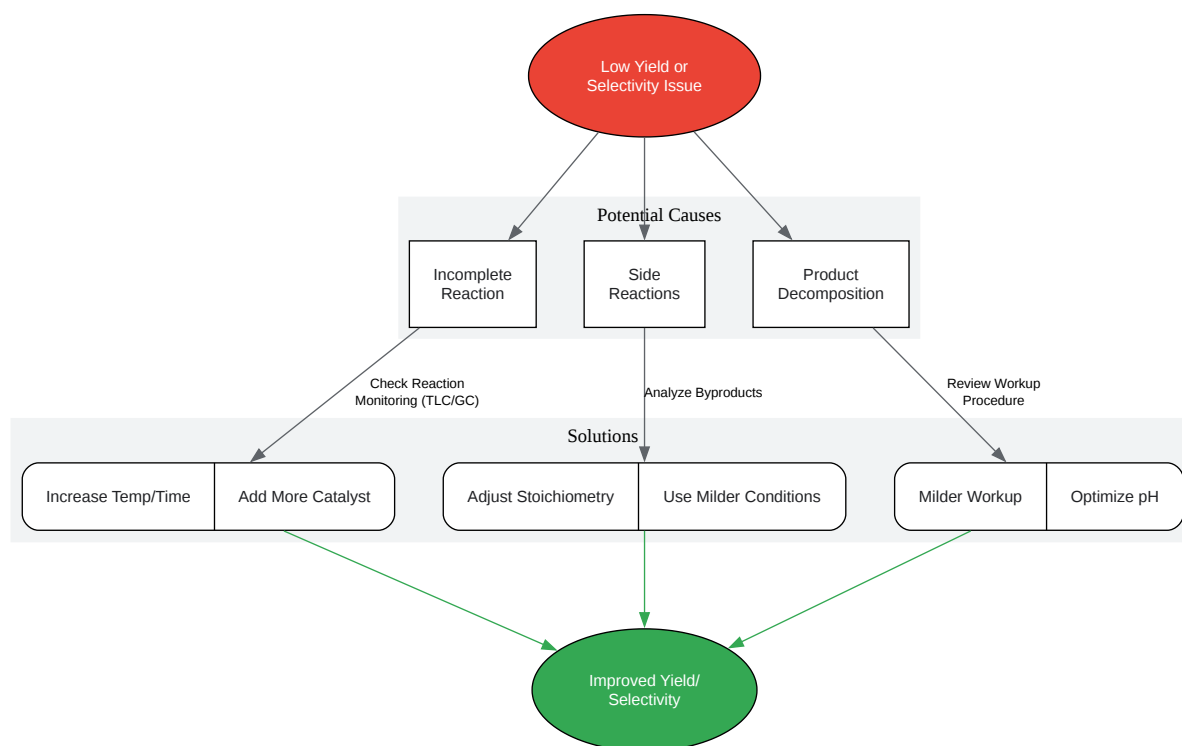 Low Yield or
Selectivity Issue
Potential Causes
Incomplete
Reaction
Side
Reactions
Product
Decomposition
Check Reaction
Monitoring (TLC/GC)
Analyze Byproducts
Review Workup
Procedure
Solutions
Increase Temp/Time
Add More Catalyst
Adjust Stoichiometry
Use Milder Conditions
Milder Workup
Optimize pH
Improved Yield/
Selectivity